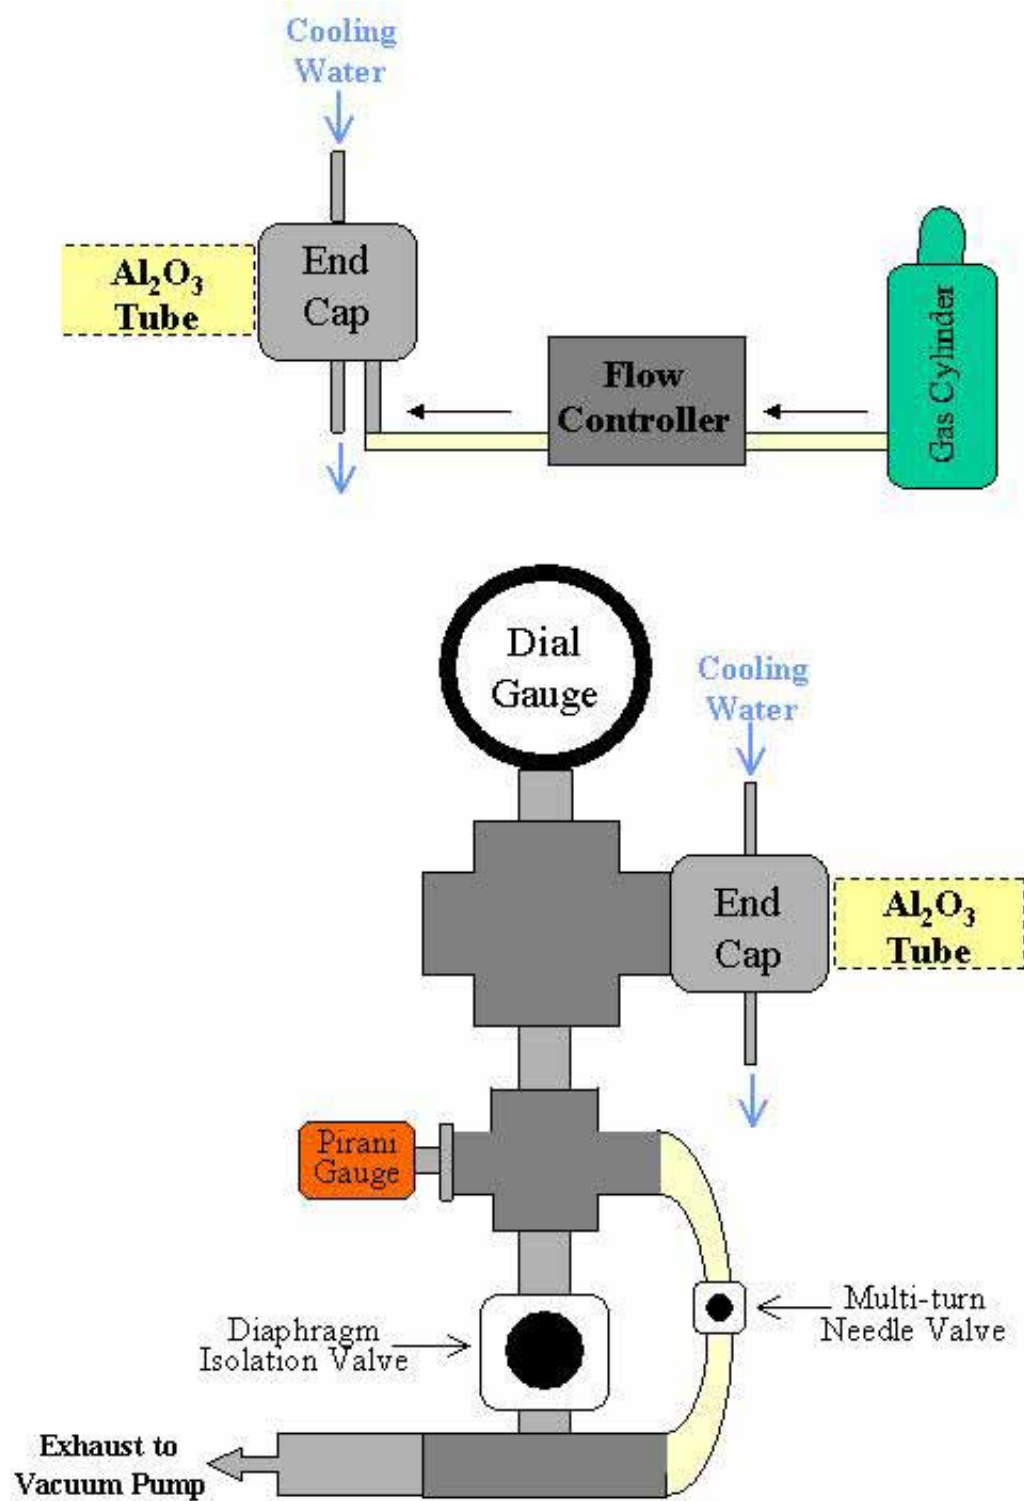 Cooling
Water
End
Cap
Al₂O₃
Tube
Flow
Controller
Gas Cylinder
Dial
Gauge
Cooling
Water
End
Cap
Al₂O₃
Tube
Pirani
Gauge
Diaphragm
Isolation Valve
Multi-turn
Needle Valve
Exhaust to
Vacuum Pump